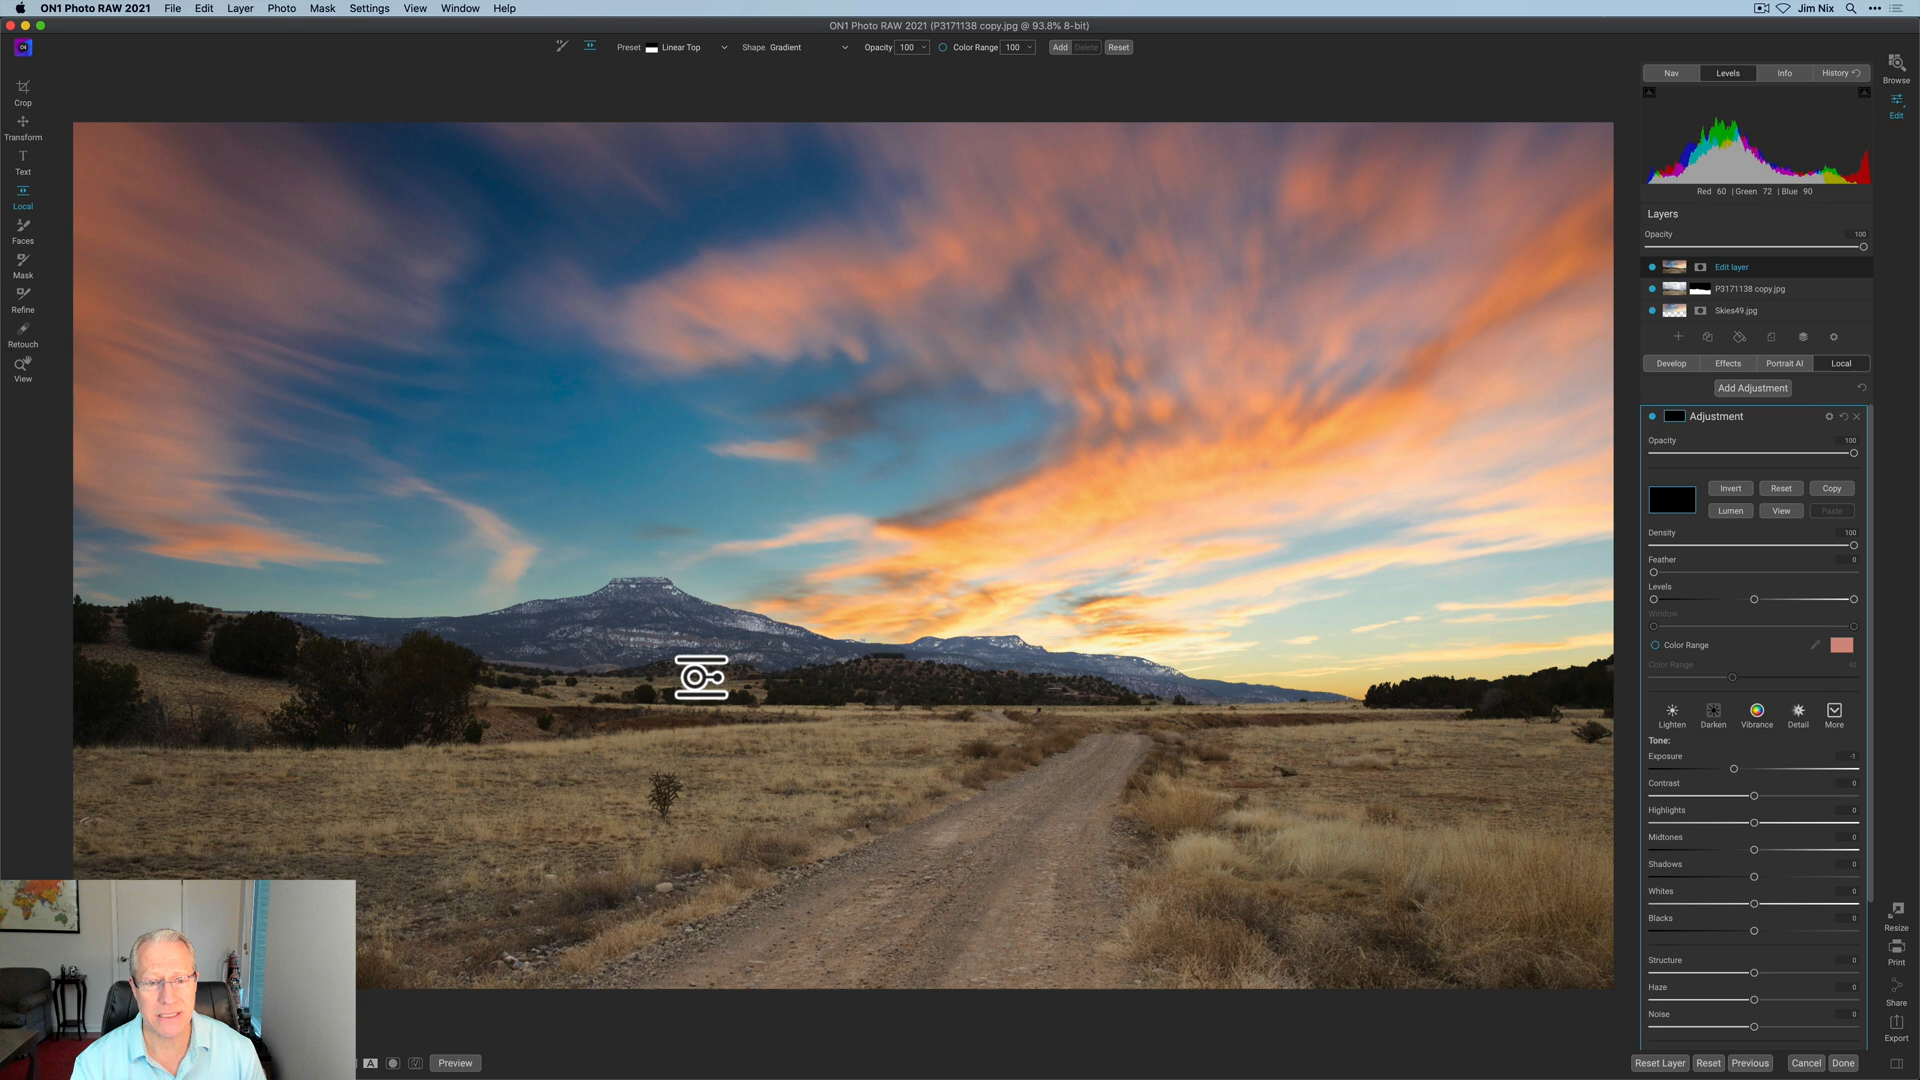 ON1 Photo RAW 2021 File Edit Layer Photo Mask Settings View Window Help Jim Nix
ON1 Photo RAW 2021 (P3171138 copy.jpg @ 93.8% 8-bit)
Preset Linear Top Shape Gradient Opacity 100 Color Range 100 Add Delete Reset
Crop
Transform
Text
Local
Faces
Mask
Refine
Retouch
View
Nav Levels Info History
Browse
Edit
Red 60 | Green 72 | Blue 90
Layers
Opacity 100
Edit layer
P3171138 copy.jpg
Skies49.jpg
Develop Effects Portrait AI Local
Add Adjustment
Adjustment
Opacity 100
Invert Reset Copy
Lumen View Paste
Density 100
Feather 0
Levels
Window
Color Range
Color Range 40
Lighten Darken Vibrance Detail More
Tone:
Exposure -1
Contrast 0
Highlights 0
Midtones 0
Shadows 0
Whites 0
Blacks 0
Structure 0
Haze 0
Noise 0
Resize
Print
Share
Export
A Preview
Reset Layer Reset Previous Cancel Done